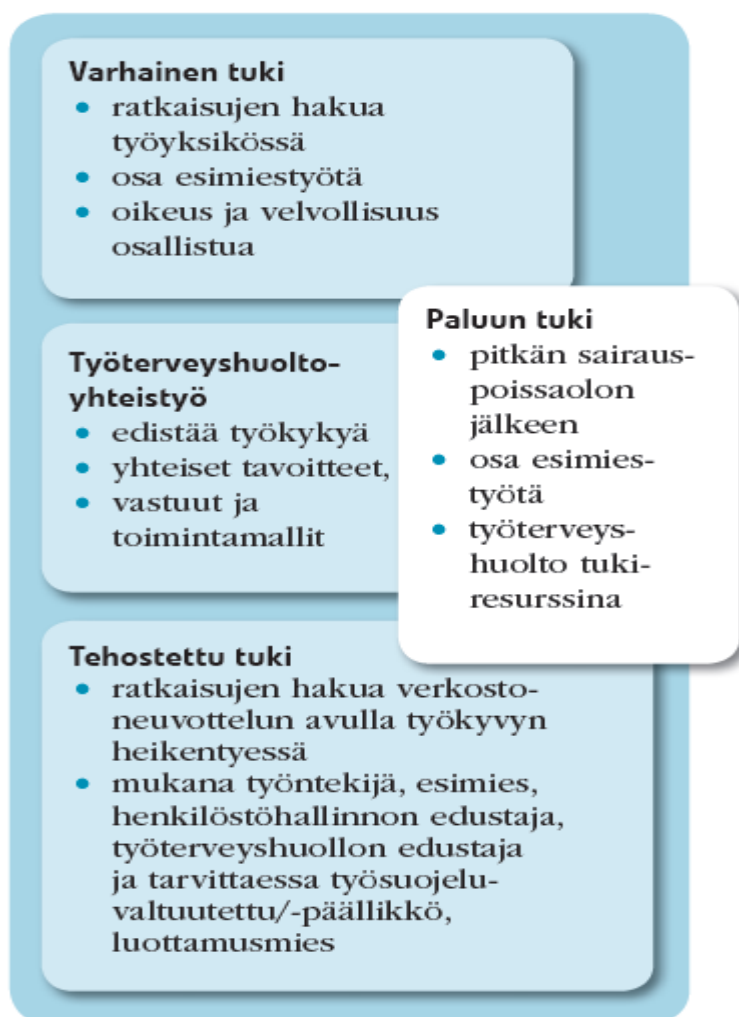 Varhainen tuki
• ratkaisujen hakua
työyksikössä
• osa esimiestyötä
• oikeus ja velvollisuus
osallistua
Työterveyshuolto-
yhteistyö
• edistää työkykyä
• yhteiset tavoitteet,
• vastuut ja
toimintamallit
Paluun tuki
• pitkän sairaus-
poissaolon
jälkeen
• osa esimies-
työtä
• työterveys-
huolto tuki-
resurssina
Tehostettu tuki
• ratkaisujen hakua verkosto-
neuvottelun avulla työkyvyn
heikentyessä
• mukana työntekijä, esimies,
henkilöstöhallinnon edustaja,
työterveyshuollon edustaja
ja tarvittaessa työsuojelu-
valtuutettu/-päällikkö,
luottamusmies